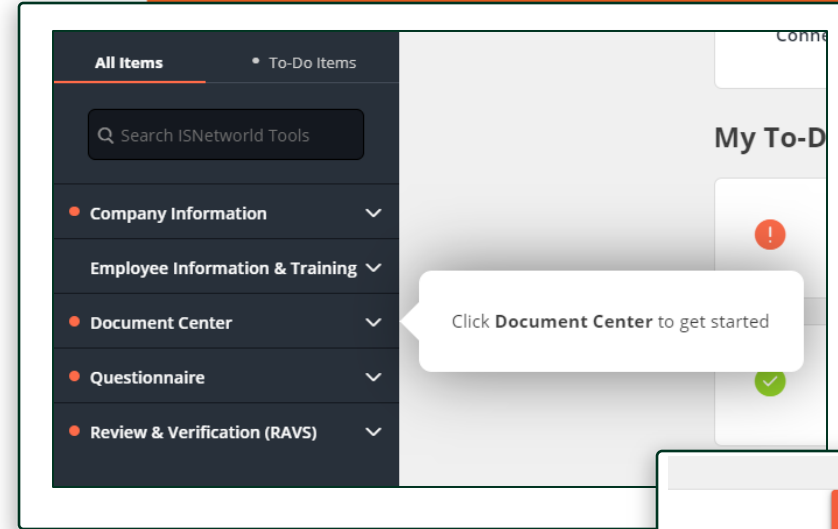 Conne
All Items
To-Do Items
Search ISNetworld Tools
My To-D
Company Information
Employee Information & Training
Document Center
Click Document Center to get started
Questionnaire
Review & Verification (RAVS)